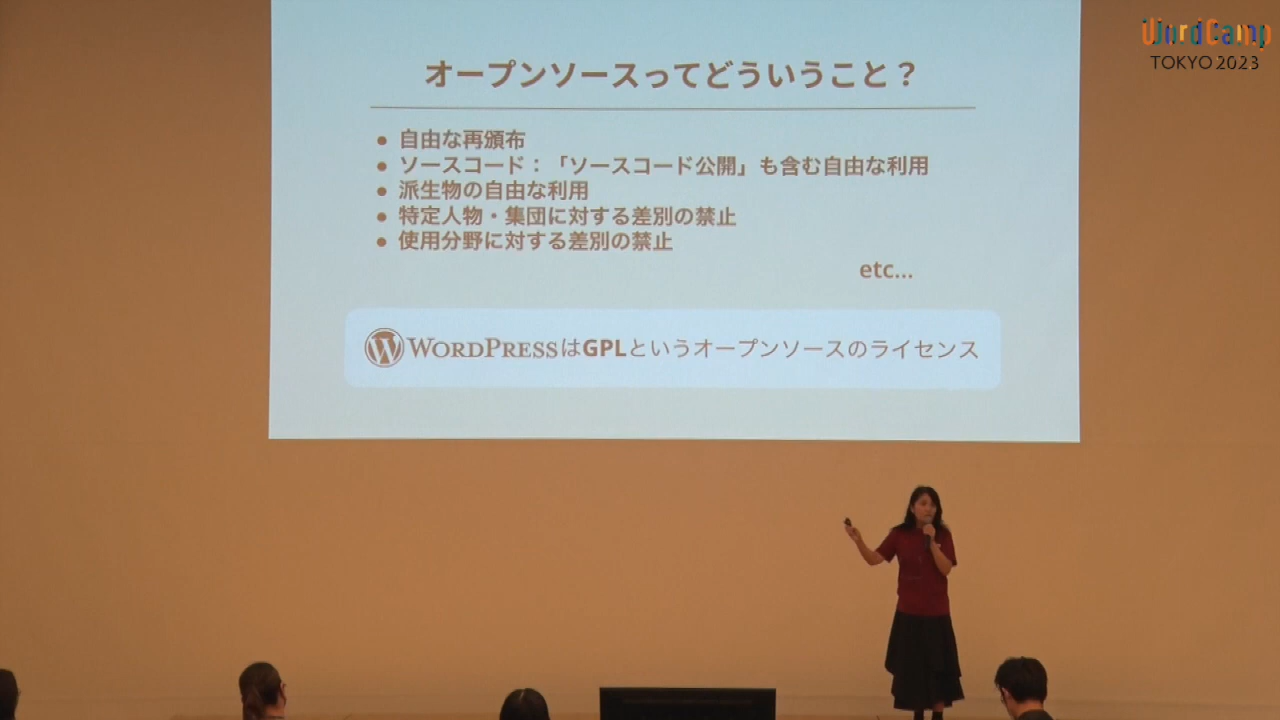 WordCamp
TOKYO 2023
オープンソースってどういうこと？
● 自由な再頒布
● ソースコード：「ソースコード公開」も含む自由な利用
● 派生物の自由な利用
● 特定人物・集団に対する差別の禁止
● 使用分野に対する差別の禁止
etc...
WORDPRESSはGPLというオープンソースのライセンス